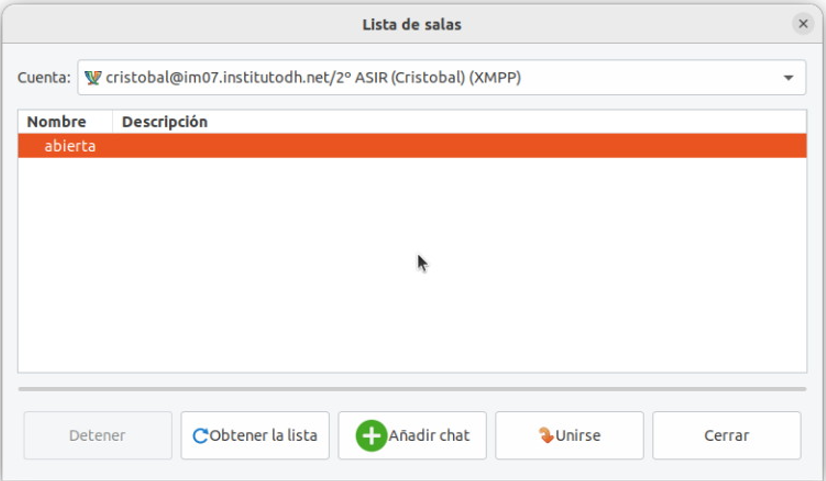 Lista de salas
Cuenta: cristobal@im07.institutodh.net/2º ASIR (Cristobal) (XMPP)
Nombre Descripción
abierta
Detener Obtener la lista Añadir chat Unirse Cerrar